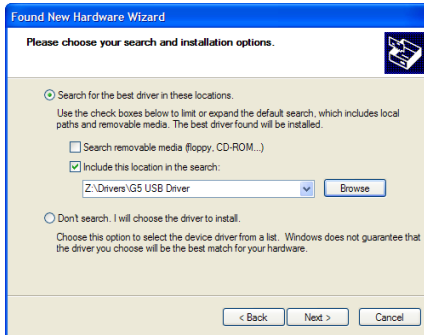 Found New Hardware Wizard
Please choose your search and installation options.
Search for the best driver in these locations.
Use the check boxes below to limit or expand the default search, which includes local
paths and removable media. The best driver found will be installed.
Search removable media (floppy, CD-ROM...)
Include this location in the search:
Z:\Drivers\G5 USB Driver
Browse
Don't search. I will choose the driver to install.
Choose this option to select the device driver from a list. Windows does not guarantee that
the driver you choose will be the best match for your hardware.
< Back
Next >
Cancel